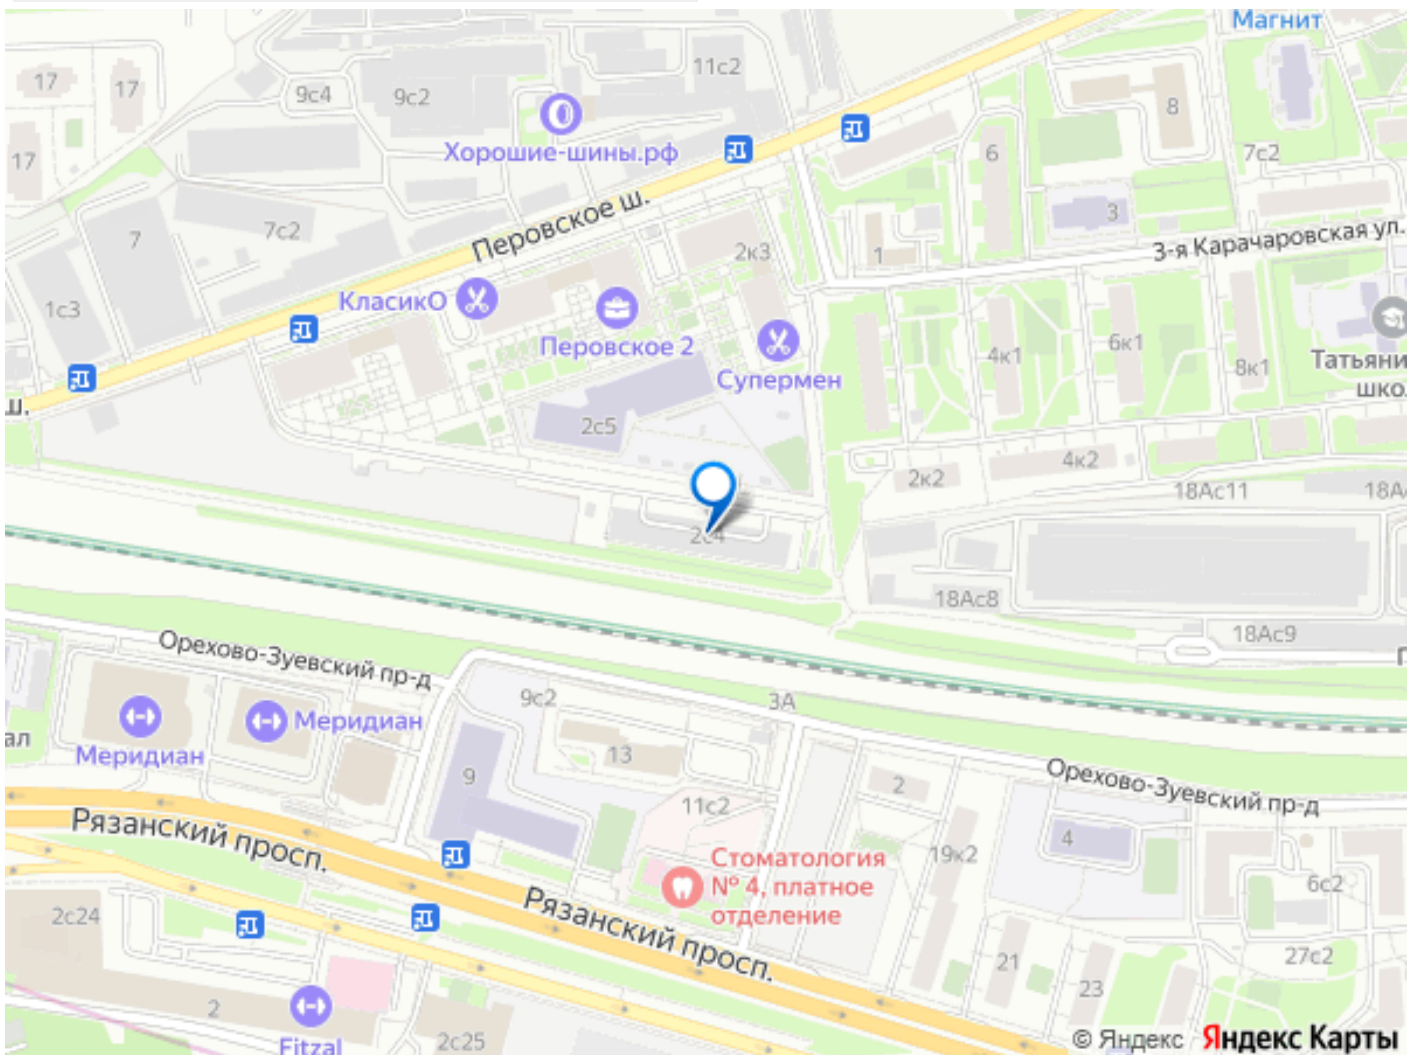 Магнит
11с2
17
17
9с4
9с2
8
Хорошие-шины.рф
17
6
7с2
3
Перовское ш.
7с2
7
2к3
1
3-я Карачаровская ул.
КласикО
1с3
Перовское 2
4к1
6к1
8к1
Супермен
Татьяни
шко
ш.
2с5
4к2
2к2
18Ас11
18А
2с4
18Ас8
18Ас9
Орехово-Зуевский пр-д
3А
9с2
Меридиан
ал
Меридиан
13
9
2
Орехово-Зуевский пр-д
11с2
Рязанский просп.
4
19к2
Стоматология
№ 4, платное
отделение
6с2
2с24
Рязанский просп.
27с2
21
23
2
2с25
Fitzal
© Яндекс Яндекс Карты